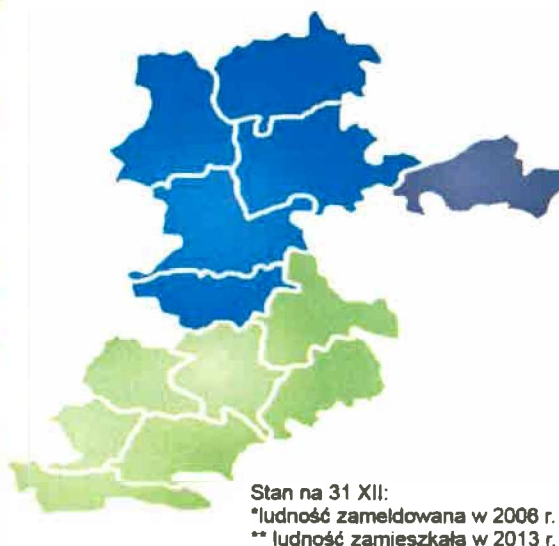 Stan na 31 XII:
*ludność zameldowana w 2006 r.
** ludność zamieszkała w 2013 r.